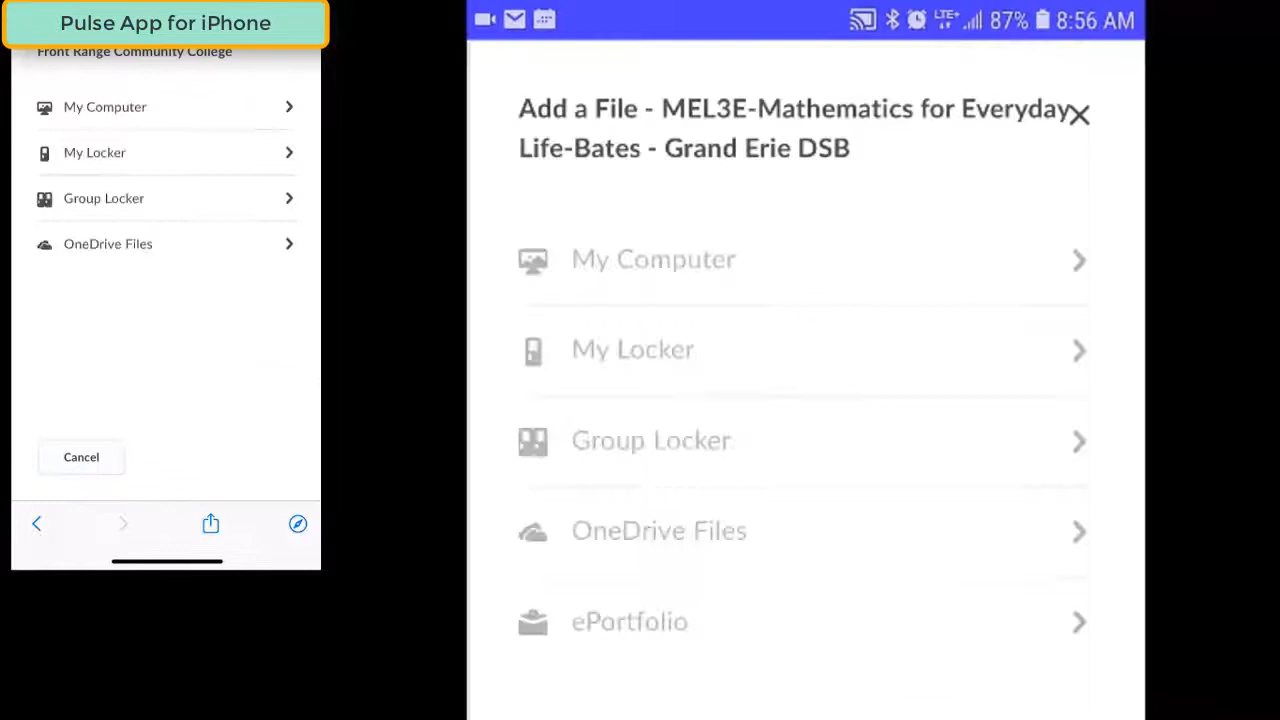 Pulse App for iPhone
Front Range Community College
My Computer
My Locker
Group Locker
OneDrive Files
Cancel
LTE+ 87% 8:56 AM
Add a File - MEL3E-Mathematics for Everyday
Life-Bates - Grand Erie DSB
My Computer
My Locker
Group Locker
OneDrive Files
ePortfolio